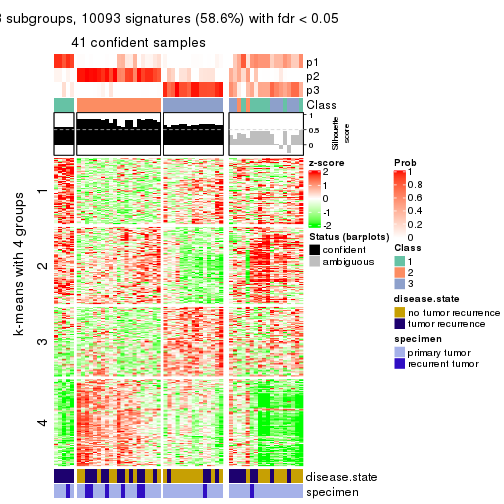 3 subgroups, 10093 signatures (58.6%) with fdr < 0.05
41 confident samples
p1
p2
p3
Class
1
0.5
0
Silhouette
score
k-means with 4 groups
1
2
3
4
z-score
2
1
0
-1
-2
Status (barplots)
confident
ambiguous
Prob
1
0.8
0.6
0.4
0.2
0
Class
1
2
3
disease.state
no tumor recurrence
tumor recurrence
specimen
primary tumor
recurrent tumor
disease.state
specimen